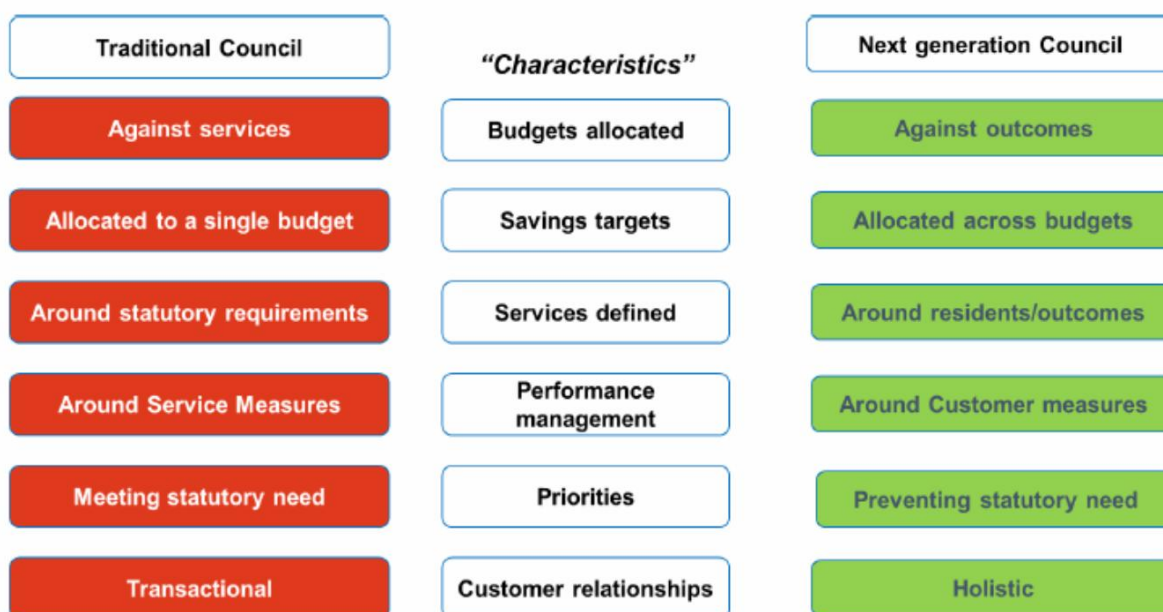 Traditional Council
“Characteristics”
Next generation Council
Against services
Budgets allocated
Against outcomes
Allocated to a single budget
Savings targets
Allocated across budgets
Around statutory requirements
Services defined
Around residents/outcomes
Around Service Measures
Performance
management
Around Customer measures
Meeting statutory need
Priorities
Preventing statutory need
Transactional
Customer relationships
Holistic